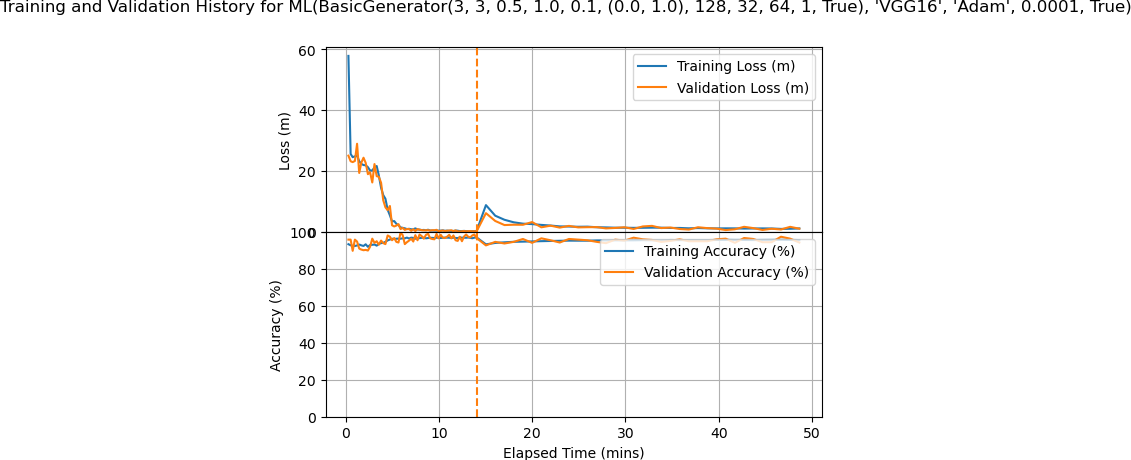 Training and Validation History for ML(BasicGenerator(3, 3, 0.5, 1.0, 0.1, (0.0, 1.0), 128, 32, 64, 1, True), 'VGG16', 'Adam', 0.0001, True)
60
40
20
0
Loss (m)
Training Loss (m)
Validation Loss (m)
100
80
60
40
20
0
Accuracy (%)
Training Accuracy (%)
Validation Accuracy (%)
0 10 20 30 40 50
Elapsed Time (mins)